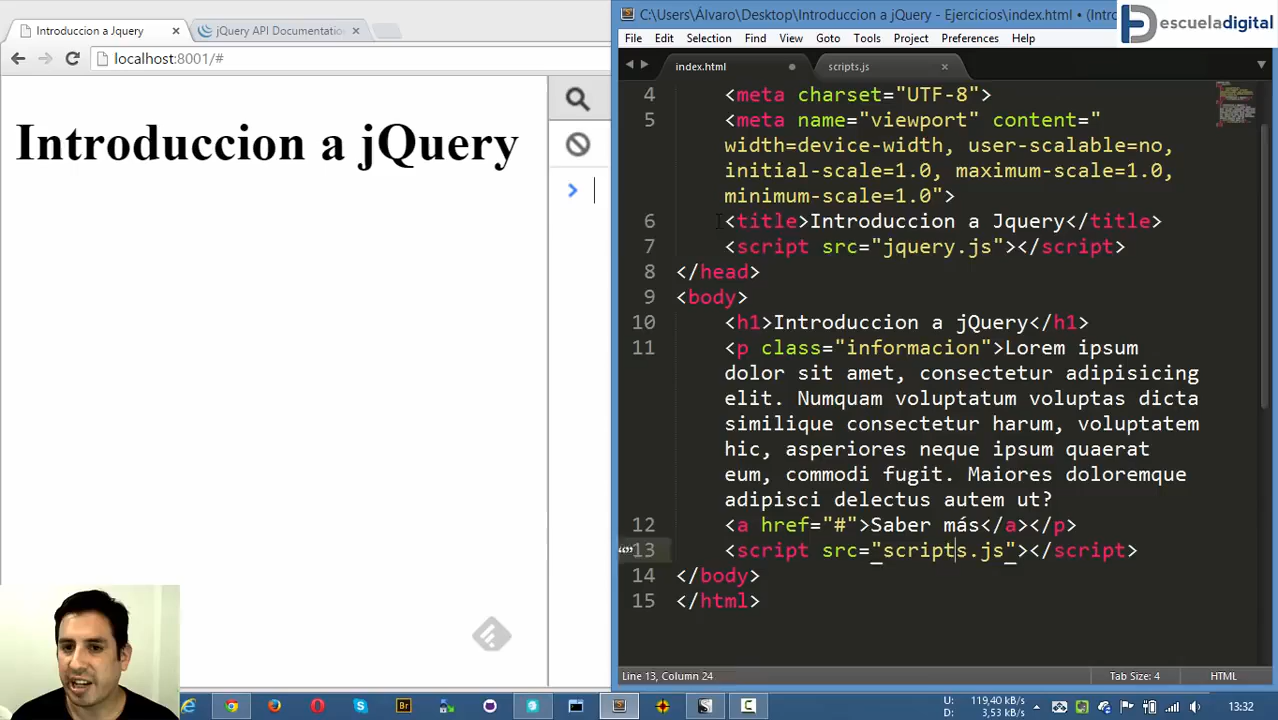 Introduccion a Jquery
jQuery API Documentation
localhost:8001/#
Introduccion a jQuery
C:\Users\Álvaro\Desktop\Introduccion a jQuery - Ejercicios\index.html • (Intro
escueladigital
File Edit Selection Find View Goto Tools Project Preferences Help
index.html
scripts.js
4 <meta charset="UTF-8">
5 <meta name="viewport" content="
width=device-width, user-scalable=no,
initial-scale=1.0, maximum-scale=1.0,
minimum-scale=1.0">
6 <title>Introduccion a Jquery</title>
7 <script src="jquery.js"></script>
8 </head>
9 <body>
10 <h1>Introduccion a jQuery</h1>
11 <p class="informacion">Lorem ipsum
dolor sit amet, consectetur adipisicing
elit. Numquam voluptatum voluptas dicta
similique consectetur harum, voluptatem
hic, asperiores neque ipsum quaerat
eum, commodi fugit. Maiores doloremque
adipisci delectus autem ut?
12 <a href="#">Saber más</a></p>
13 <script src="scripts.js"></script>
14 </body>
15 </html>
Line 13, Column 24
Tab Size: 4
HTML
U: 119,40 kB/s
D: 3,53 kB/s
13:32